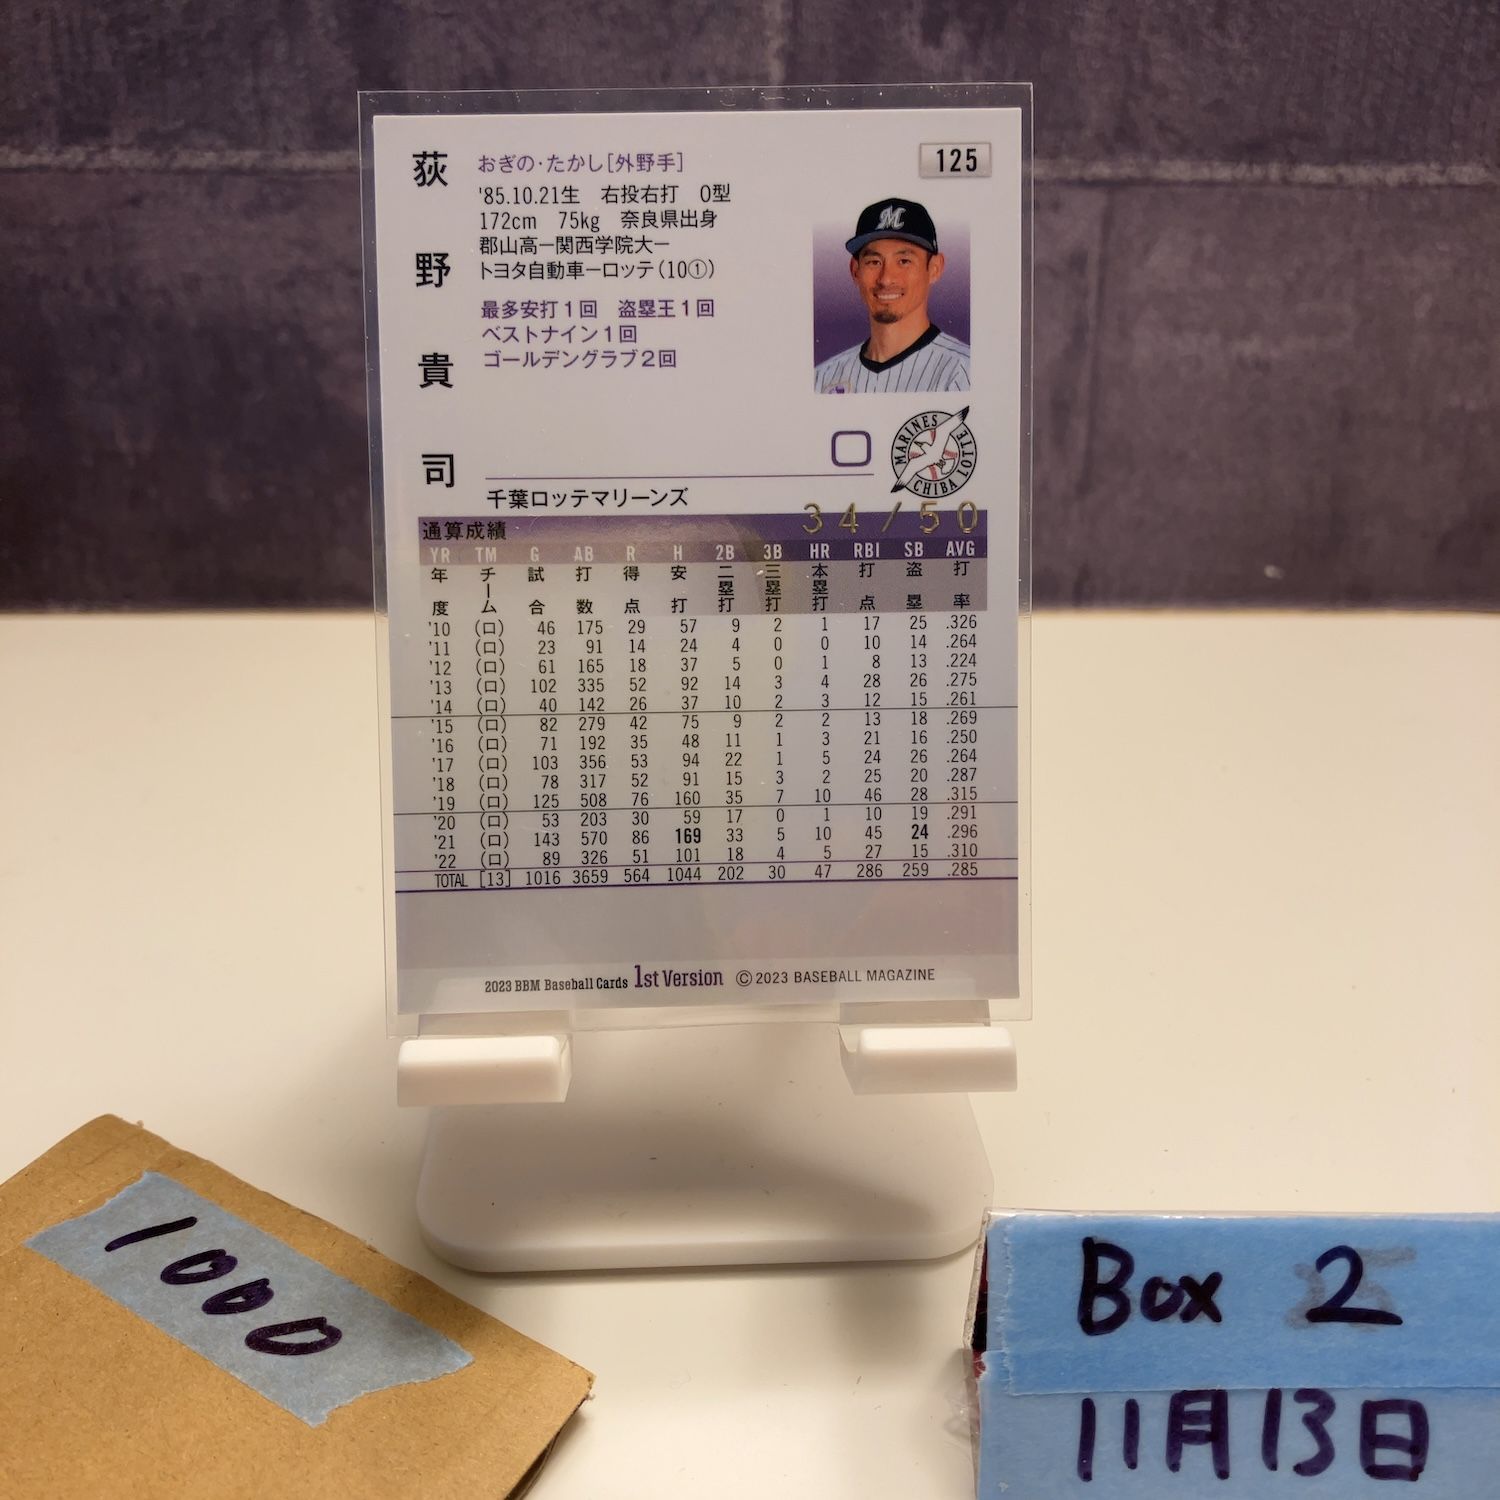 荻野貴司
おぎの・たかし[外野手]
125
'85.10.21生 右投右打 O型
172cm 75kg 奈良県出身
郡山高ー関西学院大ー
トヨタ自動車ーロッテ(10①)
最多安打1回 盗塁王1回
ベストナイン1回
ゴールデングラブ2回
M
MARINES
CHIBA LOTTE
千葉ロッテマリーンズ
34/50
通算成績
YR TM G AB R H 2B 3B HR RBI SB AVG
年度 チーム 試合 打数 得点 安打 二塁打 三塁打 本塁打 打点 盗塁 打率
'10 (ロ) 46 175 29 57 9 2 1 17 25 .326
'11 (ロ) 23 91 14 24 4 0 0 10 14 .264
'12 (ロ) 61 165 18 37 5 0 1 8 13 .224
'13 (ロ) 102 335 52 92 14 3 4 28 26 .275
'14 (ロ) 40 142 26 37 10 2 3 12 15 .261
'15 (ロ) 82 279 42 75 9 2 2 13 18 .269
'16 (ロ) 71 192 35 48 11 1 3 21 16 .250
'17 (ロ) 103 356 53 94 22 1 5 24 26 .264
'18 (ロ) 78 317 52 91 15 3 2 25 20 .287
'19 (ロ) 125 508 76 160 35 7 10 46 28 .315
'20 (ロ) 53 203 30 59 17 0 1 10 19 .291
'21 (ロ) 143 570 86 169 33 5 10 45 24 .296
'22 (ロ) 89 326 51 101 18 4 5 27 15 .310
TOTAL [13] 1016 3659 564 1044 202 30 47 286 259 .285
2023 BBM Baseball Cards 1st Version © 2023 BASEBALL MAGAZINE
1000
Box 2
11月13日